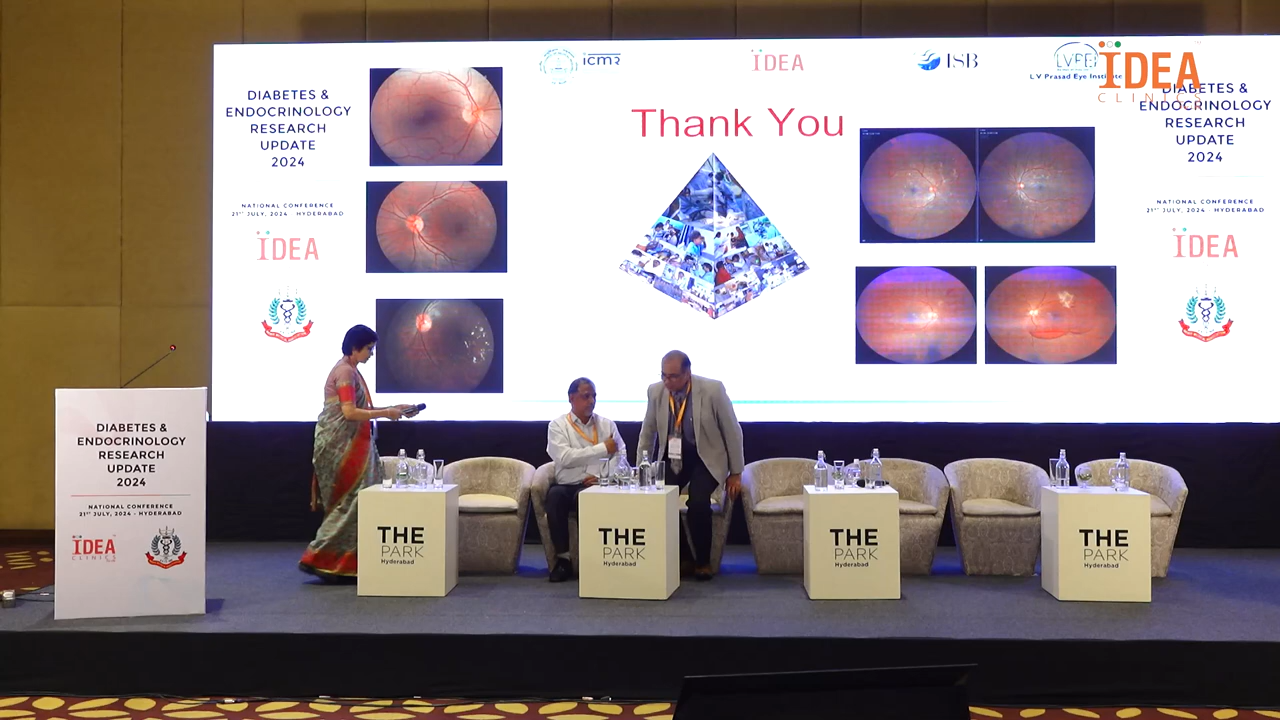 DIABETES &
ENDOCRINOLOGY
RESEARCH
UPDATE
2024
NATIONAL CONFERENCE
21ST JULY, 2024 - HYDERABAD
IDEA
icmr
IDEA
ISB
L V Prasad Eye Institute
Thank You
IDEA
CLINICS
DIABETES &
ENDOCRINOLOGY
RESEARCH
UPDATE
2024
NATIONAL CONFERENCE
21ST JULY, 2024 - HYDERABAD
IDEA
DIABETES &
ENDOCRINOLOGY
RESEARCH
UPDATE
2024
NATIONAL CONFERENCE
21ST JULY, 2024 - HYDERABAD
IDEA
CLINICS
THE
PARK
Hyderabad
THE
PARK
Hyderabad
THE
PARK
Hyderabad
THE
PARK
Hyderabad